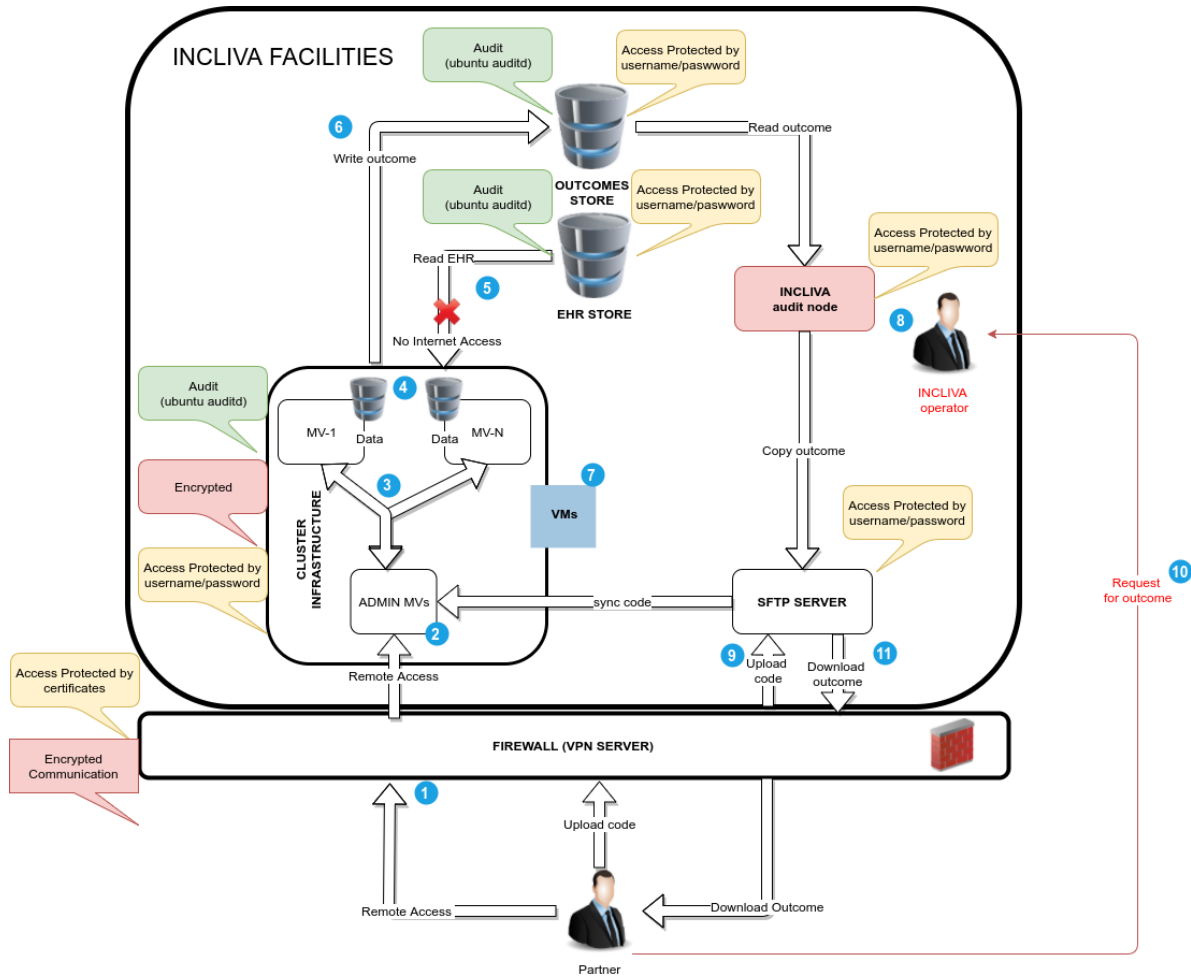 INCLIVA FACILITIES
Audit
(ubuntu auditd)
Access Protected by
username/paswword
6
Write outcome
Read outcome
OUTCOMES
STORE
Audit
(ubuntu auditd)
Access Protected by
username/paswword
Read EHR
5
EHR STORE
No Internet Access
Access Protected by
username/paswword
INCLIVA
audit node
8
INCLIVA
operator
Audit
(ubuntu auditd)
4
MV-1
Data
Data
MV-N
Encrypted
3
CLUSTER
INFRASTRUCTURE
7
VMs
Copy outcome
Access Protected by
username/password
Access Protected by
username/password
ADMIN MVs
2
sync code
SFTP SERVER
10
Request
for outcome
Remote Access
9
Upload
code
Download
outcome
11
Access Protected by
certificates
Encrypted
Communication
FIREWALL (VPN SERVER)
1
Upload code
Remote Access
Download Outcome
Partner